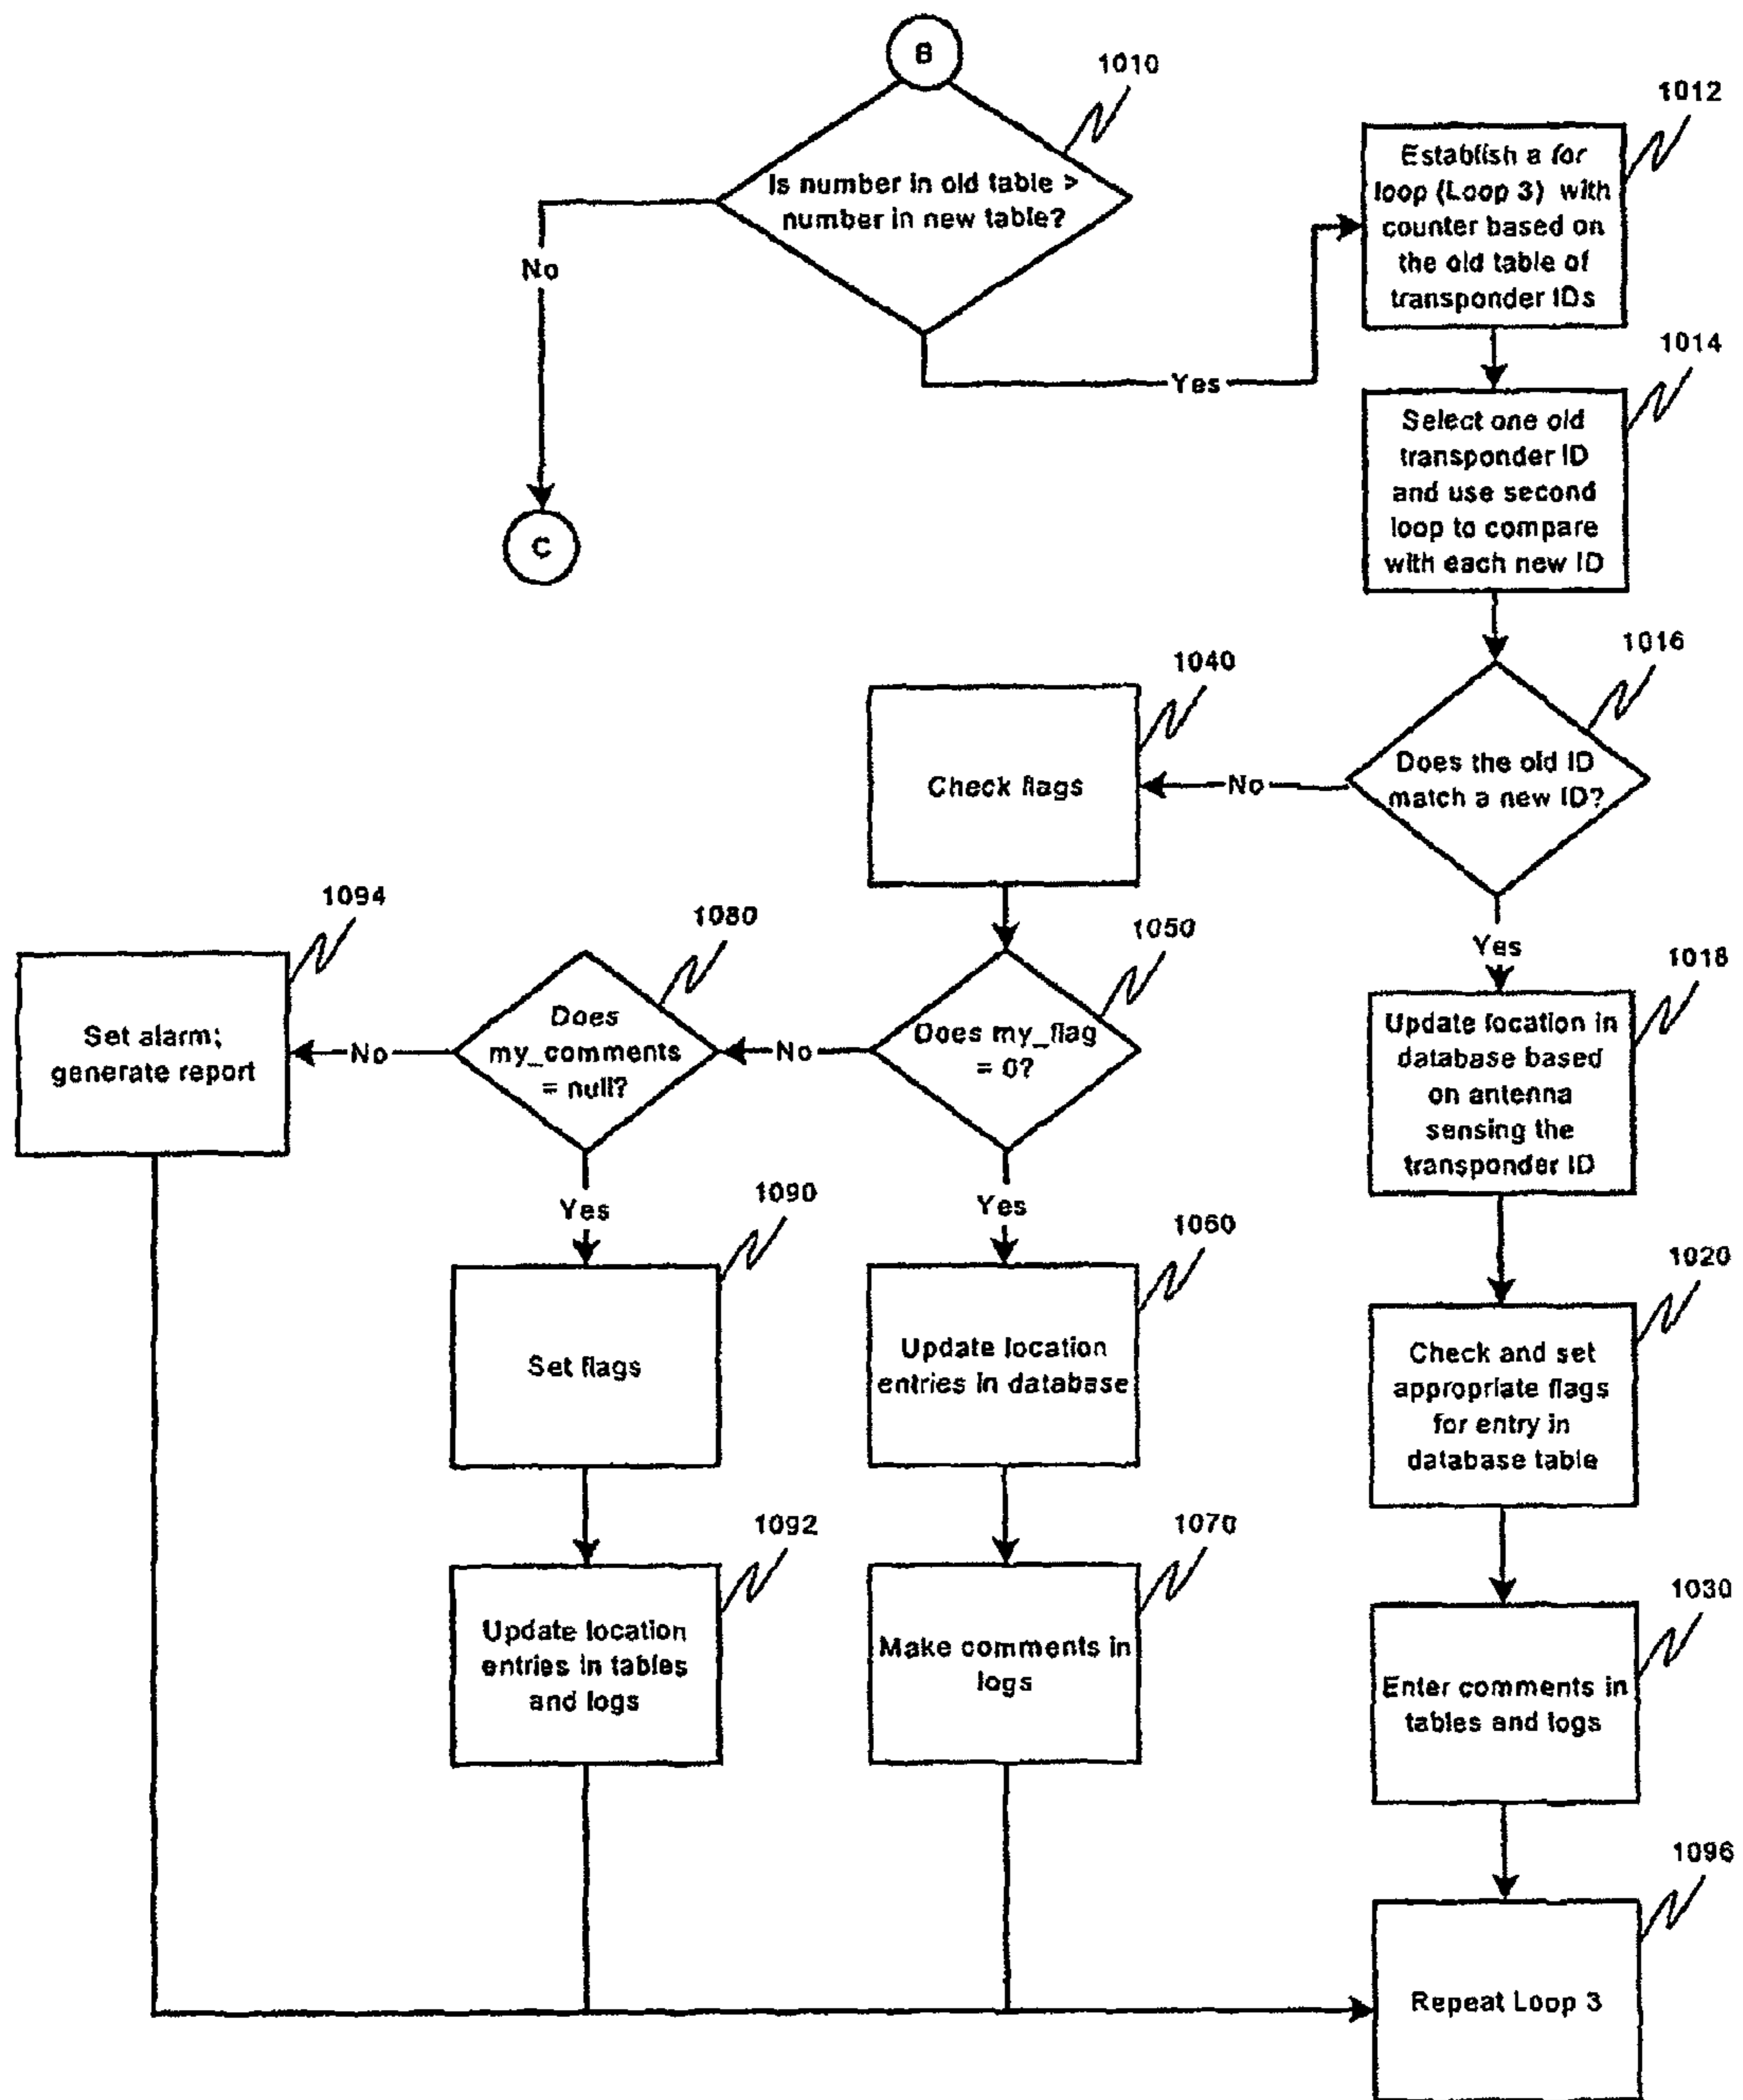 B
1010
Is number in old table >
number in new table?
No
C
Yes
1012
Establish a for
loop (Loop 3) with
counter based on
the old table of
transponder IDs
1014
Select one old
transponder ID
and use second
loop to compare
with each new ID
1016
Does the old ID
match a new ID?
No
1040
Check flags
Yes
1018
Update location in
database based
on antenna
sensing the
transponder ID
1020
Check and set
appropriate flags
for entry in
database table
1030
Enter comments in
tables and logs
1050
Does my_flag
= 0?
No
Yes
1060
Update location
entries in database
1070
Make comments in
logs
1080
Does
my_comments
= null?
No
Yes
1090
Set flags
1092
Update location
entries in tables
and logs
1094
Set alarm;
generate report
1096
Repeat Loop 3